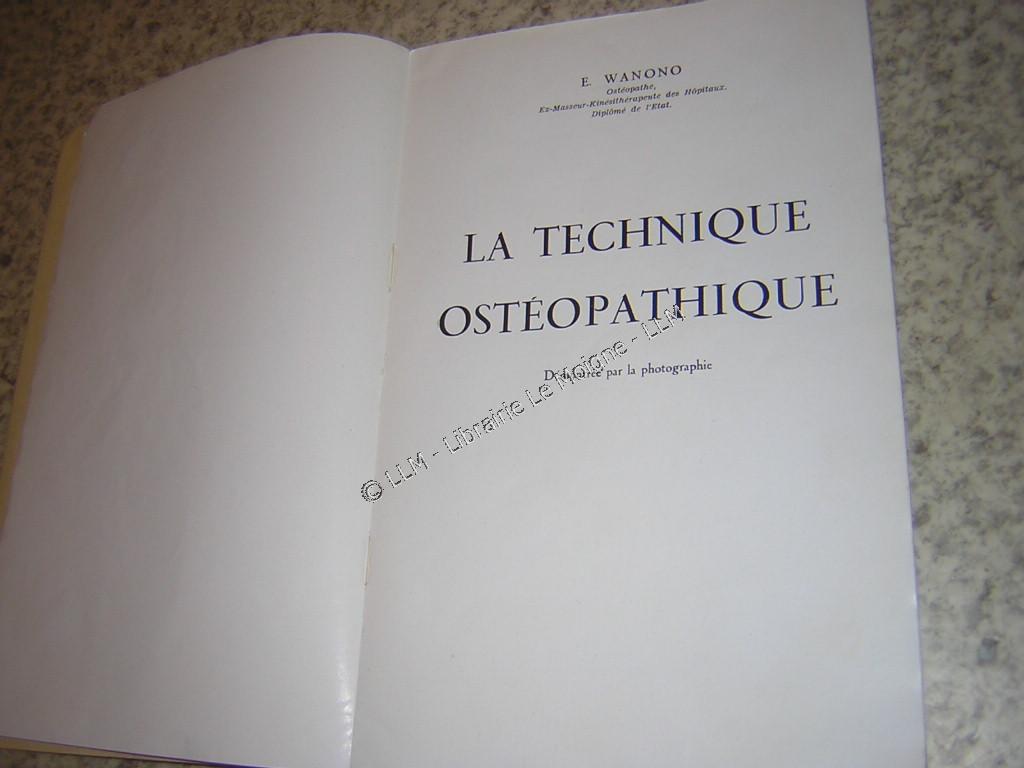 E. WANONO
Ostéopathe,
Ex-Masseur-Kinésithérapeute des Hôpitaux.
Diplômé de l'Etat.
LA TECHNIQUE
OSTÉOPATHIQUE
par la photographie
© LLM - Librairie Le Moigne - LLM